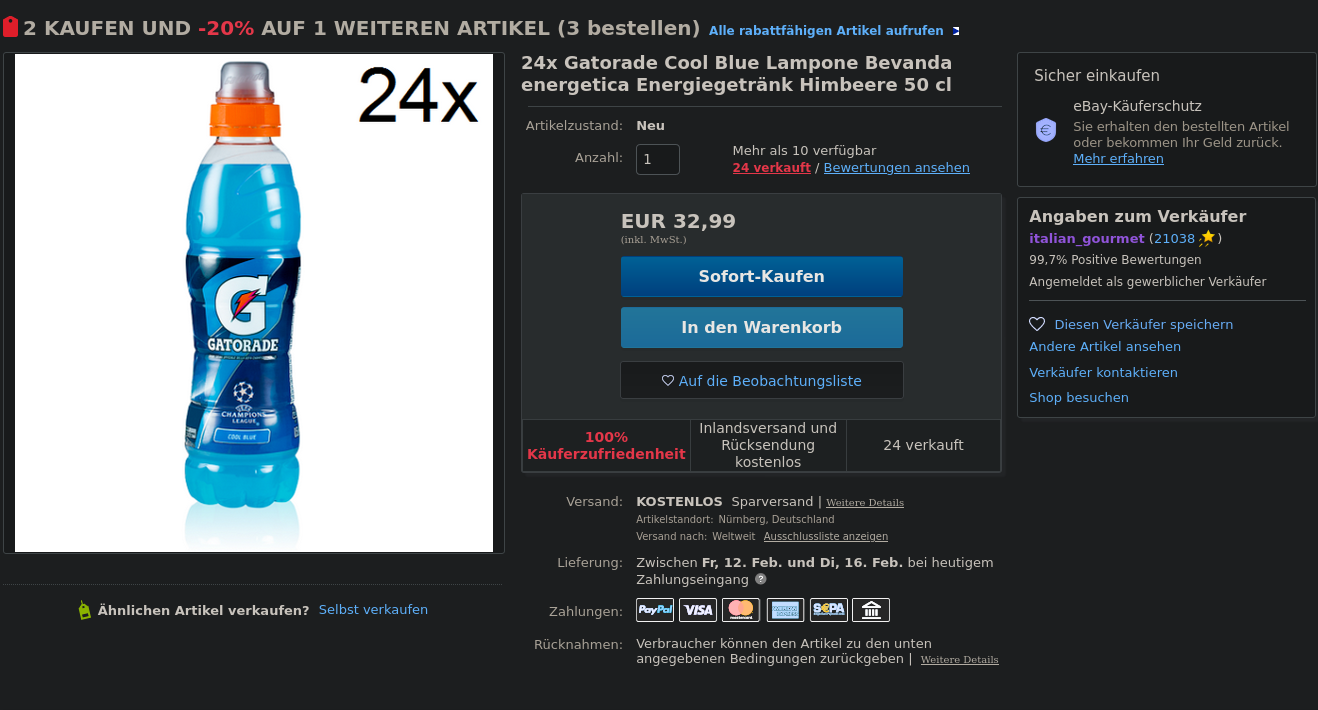 2 KAUFEN UND -20% AUF 1 WEITEREN ARTIKEL (3 bestellen) Alle rabattfähigen Artikel aufrufen
24x
GATORADE
UEFA
CHAMPIONS
LEAGUE
COOL BLUE
Ähnlichen Artikel verkaufen? Selbst verkaufen
24x Gatorade Cool Blue Lampone Bevanda
energetica Energiegetränk Himbeere 50 cl
Artikelzustand: Neu
Anzahl: 1
Mehr als 10 verfügbar
24 verkauft / Bewertungen ansehen
EUR 32,99
(inkl. MwSt.)
Sofort-Kaufen
In den Warenkorb
Auf die Beobachtungsliste
100%
Käuferzufriedenheit
Inlandsversand und
Rücksendung
kostenlos
24 verkauft
Versand: KOSTENLOS Sparversand | Weitere Details
Artikelstandort: Nürnberg, Deutschland
Versand nach: Weltweit Ausschlussliste anzeigen
Lieferung: Zwischen Fr, 12. Feb. und Di, 16. Feb. bei heutigem
Zahlungseingang ?
Zahlungen: PayPal VISA mastercard AMERICAN EXPRESS S€PA
Rücknahmen: Verbraucher können den Artikel zu den unten
angegebenen Bedingungen zurückgeben | Weitere Details
Sicher einkaufen
eBay-Käuferschutz
Sie erhalten den bestellten Artikel
oder bekommen Ihr Geld zurück.
Mehr erfahren
Angaben zum Verkäufer
italian_gourmet (21038 )
99,7% Positive Bewertungen
Angemeldet als gewerblicher Verkäufer
Diesen Verkäufer speichern
Andere Artikel ansehen
Verkäufer kontaktieren
Shop besuchen